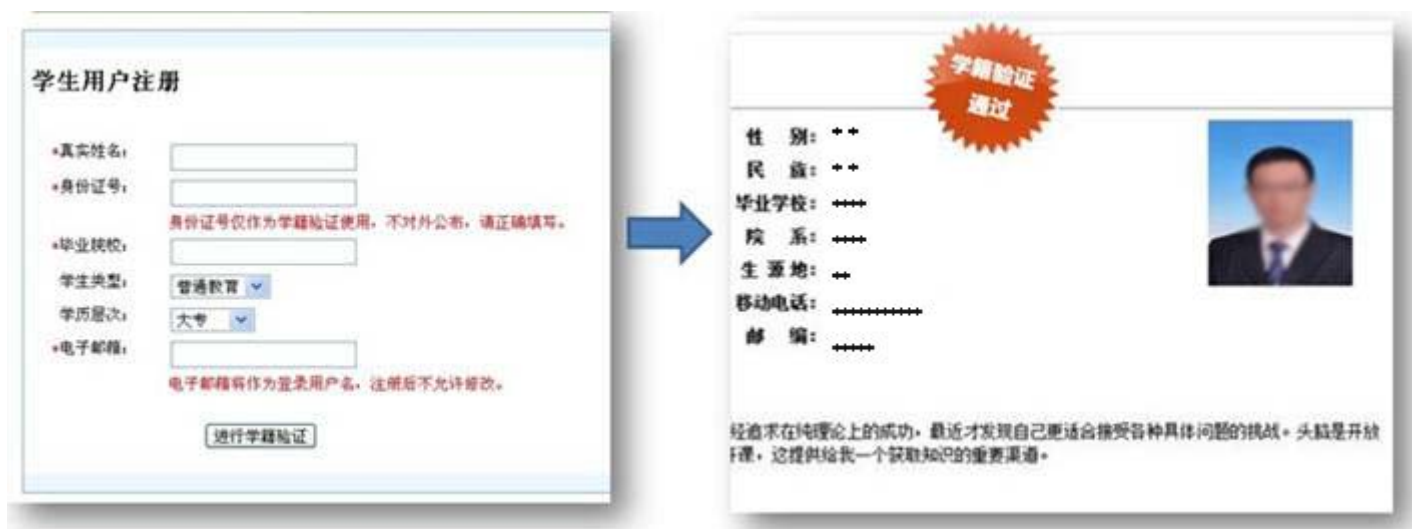 学生用户注册
*真实姓名:
*身份证号:
身份证号仅作为学籍验证使用,不对外公布,请正确填写。
*毕业院校:
学生类型: 普通教育
学历层次: 大专
*电子邮箱:
电子邮箱将作为登录用户名,注册后不允许修改。
进行学籍验证
学籍验证
通过
性 别: **
民 族: **
毕业学校: ****
院 系: ****
生 源 地: **
移动电话: ***********
邮 编: *****
经追求在纯理论上的成功,最近才发现自己更适合接受各种具体问题的挑战。头脑是开放
课,这提供给我一个获取知识的重要渠道。